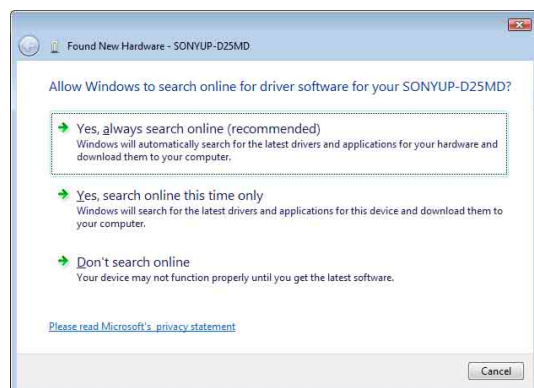 Found New Hardware - SONYUP-D25MD
Allow Windows to search online for driver software for your SONYUP-D25MD?
Yes, always search online (recommended)
Windows will automatically search for the latest drivers and applications for your hardware and
download them to your computer.
Yes, search online this time only
Windows will search for the latest drivers and applications for this device and download them to
your computer.
Don't search online
Your device may not function properly until you get the latest software.
Please read Microsoft's privacy statement
Cancel